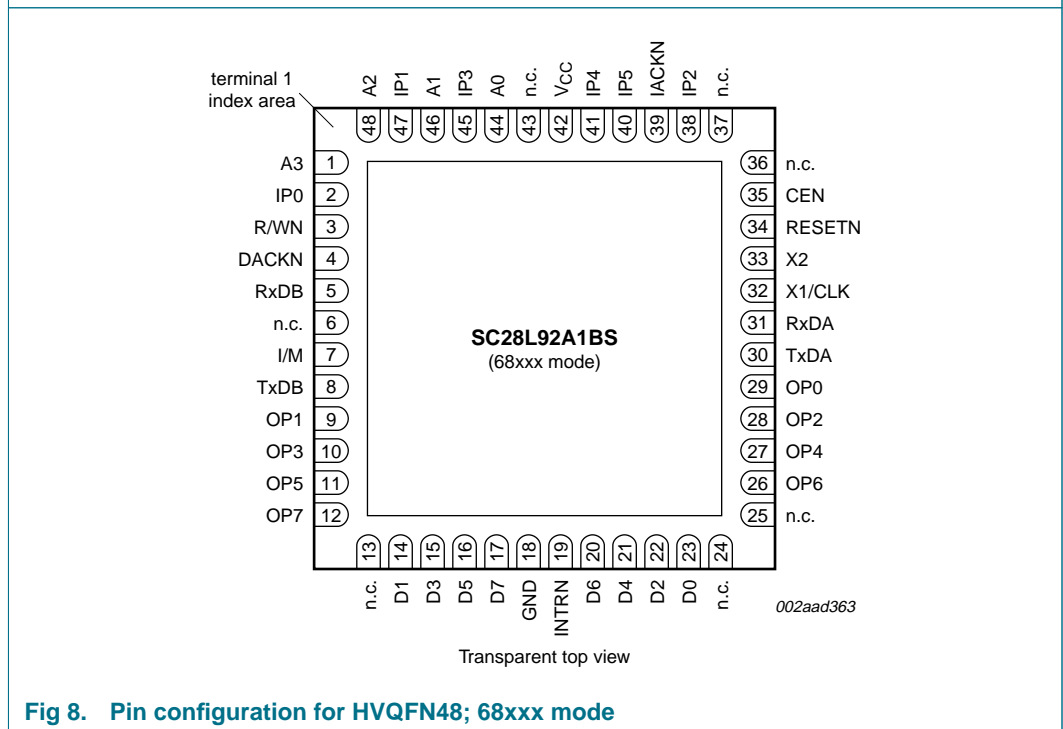 terminal 1
index area
A2
IP1
A1
IP3
A0
n.c.
VCC
IP4
IP5
IACKN
IP2
n.c.
48
47
46
45
44
43
42
41
40
39
38
37
A3 1
IP0 2
R/WN 3
DACKN 4
RxDB 5
n.c. 6
I/M 7
TxDB 8
OP1 9
OP3 10
OP5 11
OP7 12
SC28L92A1BS
(68xxx mode)
36 n.c.
35 CEN
34 RESETN
33 X2
32 X1/CLK
31 RxDA
30 TxDA
29 OP0
28 OP2
27 OP4
26 OP6
25 n.c.
13
14
15
16
17
18
19
20
21
22
23
24
n.c.
D1
D3
D5
D7
GND
INTRN
D6
D4
D2
D0
n.c.
002aad363
Transparent top view
Fig 8. Pin configuration for HVQFN48; 68xxx mode